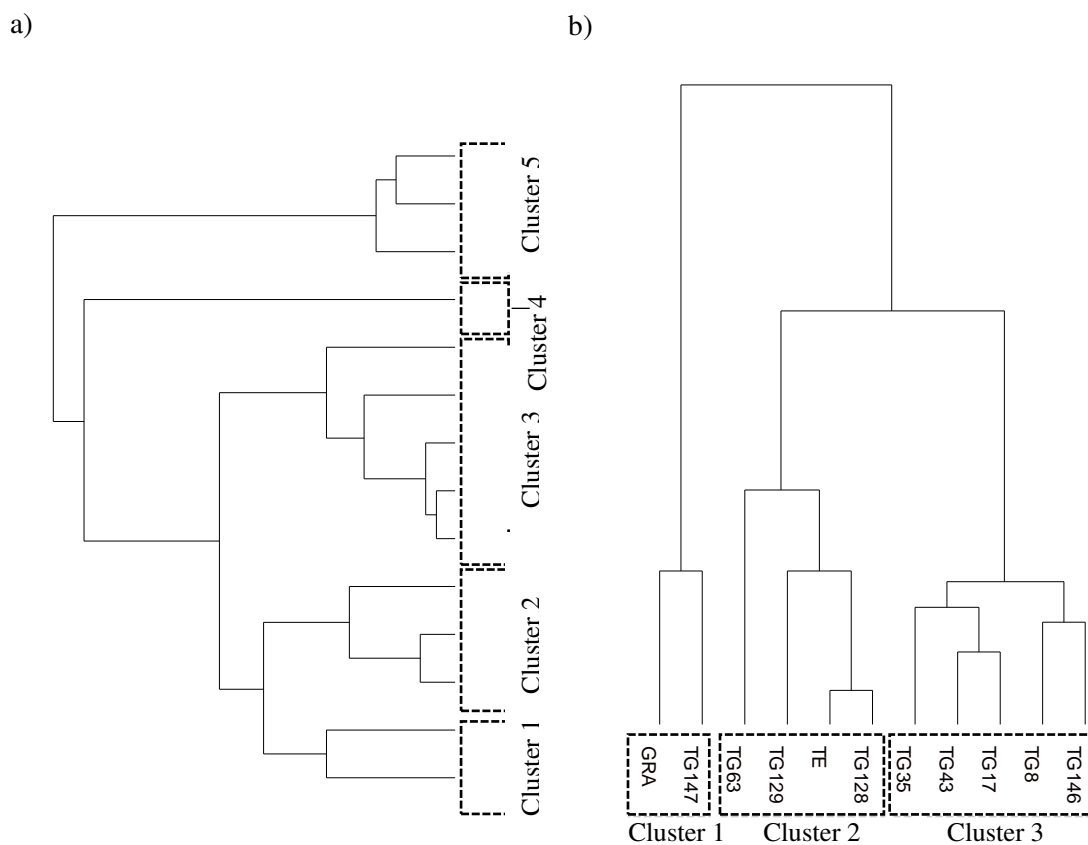 a)
b)
Cluster 5
Cluster 4
Cluster 3
Cluster 2
Cluster 1
GRA
TG147
TG63
TG129
TE
TG128
TG35
TG43
TG17
TG8
TG146
Cluster 1
Cluster 2
Cluster 3